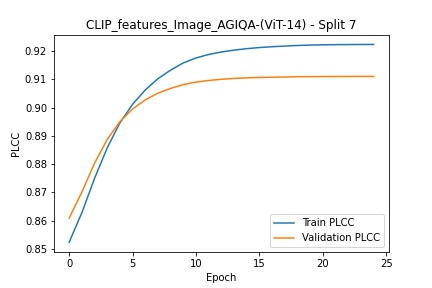 CLIP_features_Image_AGIQA-(ViT-14) - Split 7
0.92
0.91
0.90
0.89
0.88
0.87
0.86
0.85
PLCC
Train PLCC
Validation PLCC
0 5 10 15 20 25
Epoch